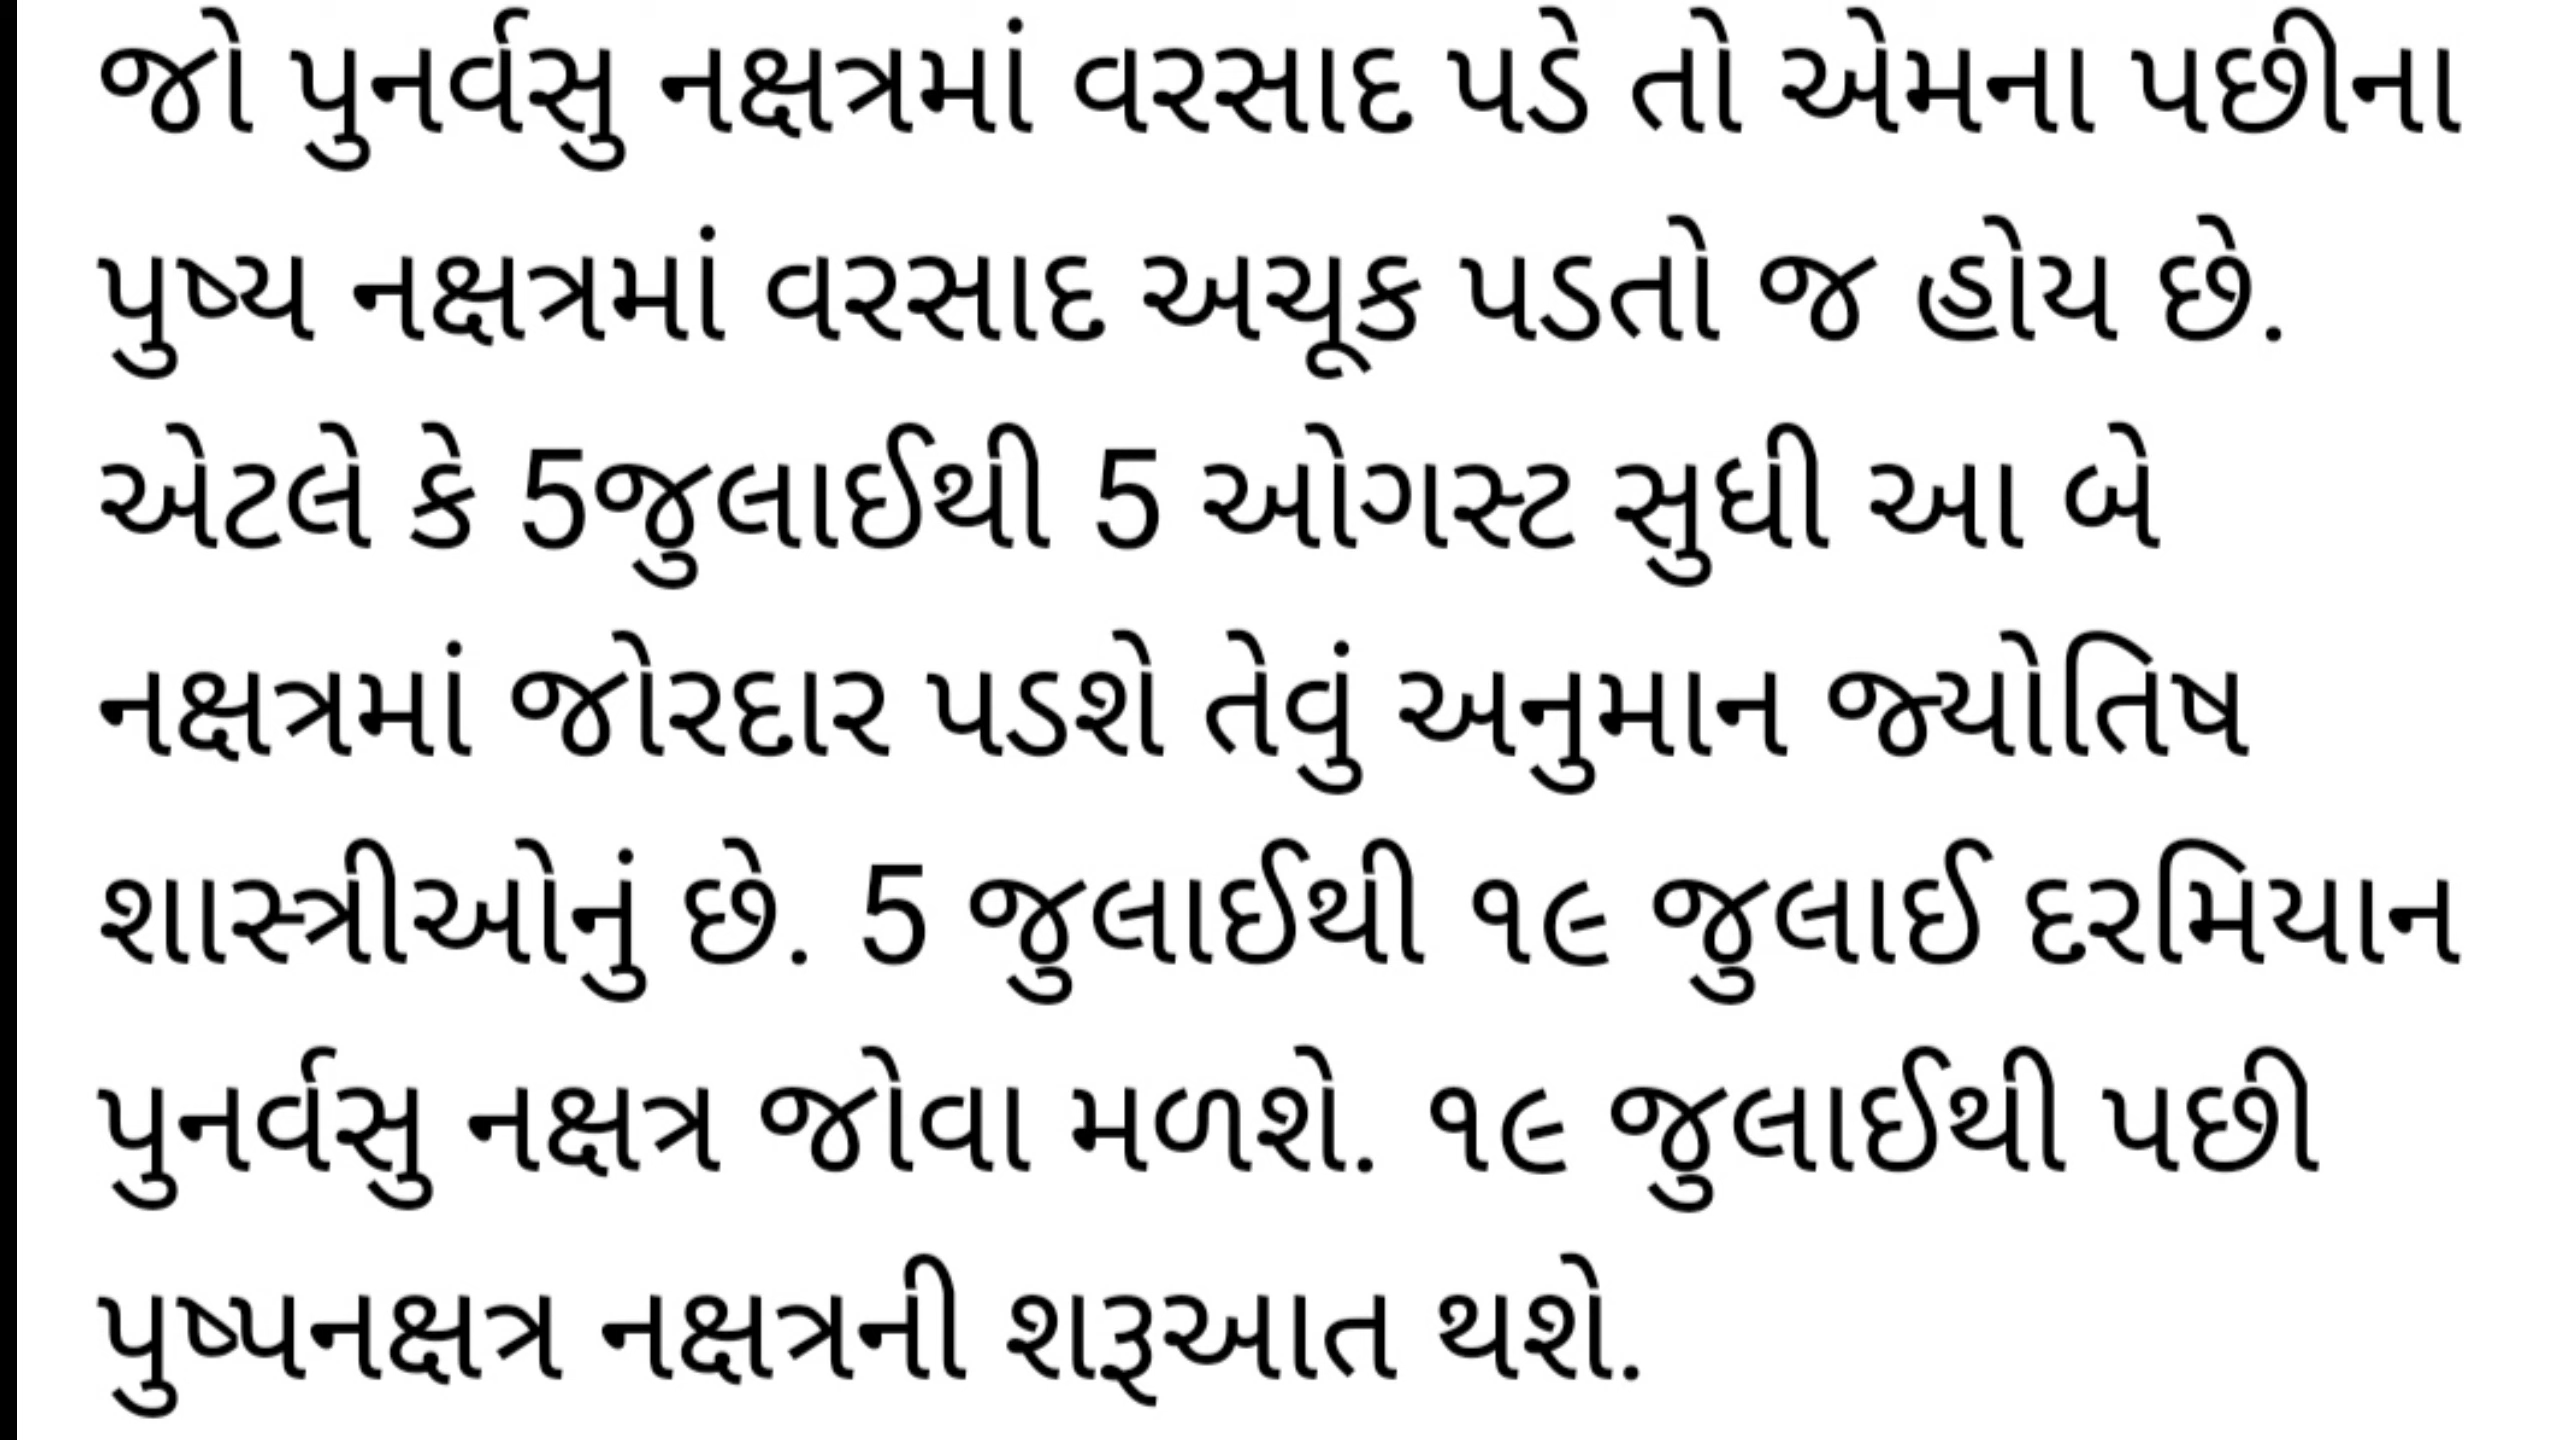 જો પુનર્વસુ નક્ષત્રમાં વરસાદ પડે તો એમના પછીના
પુષ્ય નક્ષત્રમાં વરસાદ અચૂક પડતો જ હોય છે.
એટલે કે 5જુલાઈથી 5 ઓગસ્ટ સુધી આ બે
નક્ષત્રમાં જોરદાર પડશે તેવું અનુમાન જ્યોતિષ
શાસ્ત્રીઓનું છે. 5 જુલાઈથી ૧૯ જુલાઈ દરમિયાન
પુનર્વસુ નક્ષત્ર જોવા મળશે. ૧૯ જુલાઈથી પછી
પુષ્પનક્ષત્ર નક્ષત્રની શરૂઆત થશે.